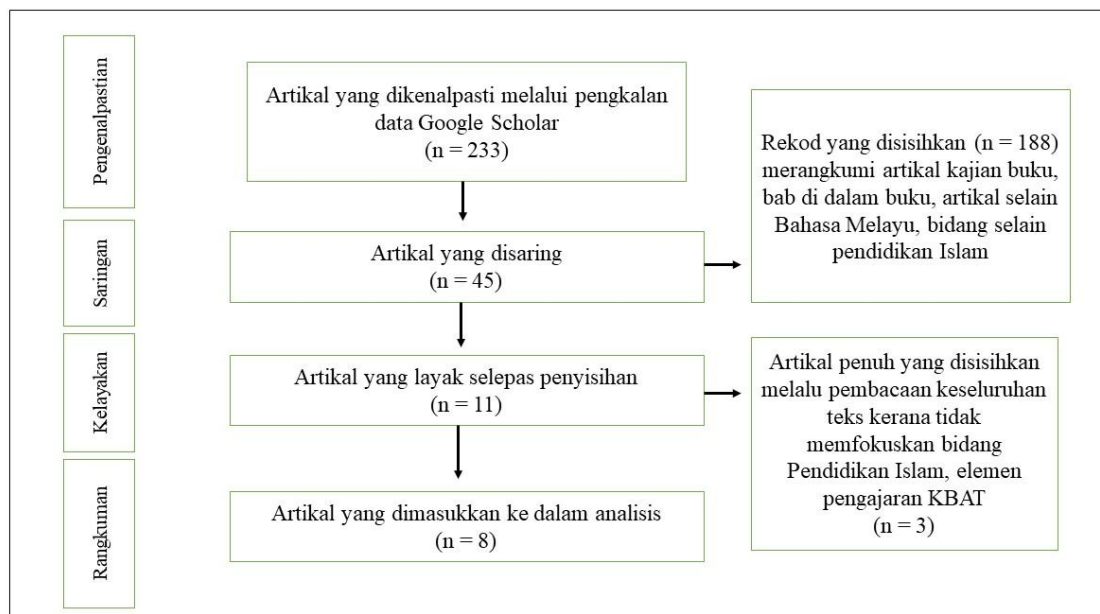 Pengenalpastian
Artikal yang dikenalpasti melalui pengkalan
data Google Scholar
(n = 233)
Rekod yang disisihkan (n = 188)
merangkumi artikal kajian buku,
bab di dalam buku, artikal selain
Bahasa Melayu, bidang selain
pendidikan Islam
Saringan
Artikal yang disaring
(n = 45)
Kelayakan
Artikal yang layak selepas penyisihan
(n = 11)
Artikal penuh yang disisihkan
melalu pembacaan keseluruhan
teks kerana tidak
memfokuskan bidang
Pendidikan Islam, elemen
pengajaran KBAT
(n = 3)
Rangkuman
Artikal yang dimasukkan ke dalam analisis
(n = 8)